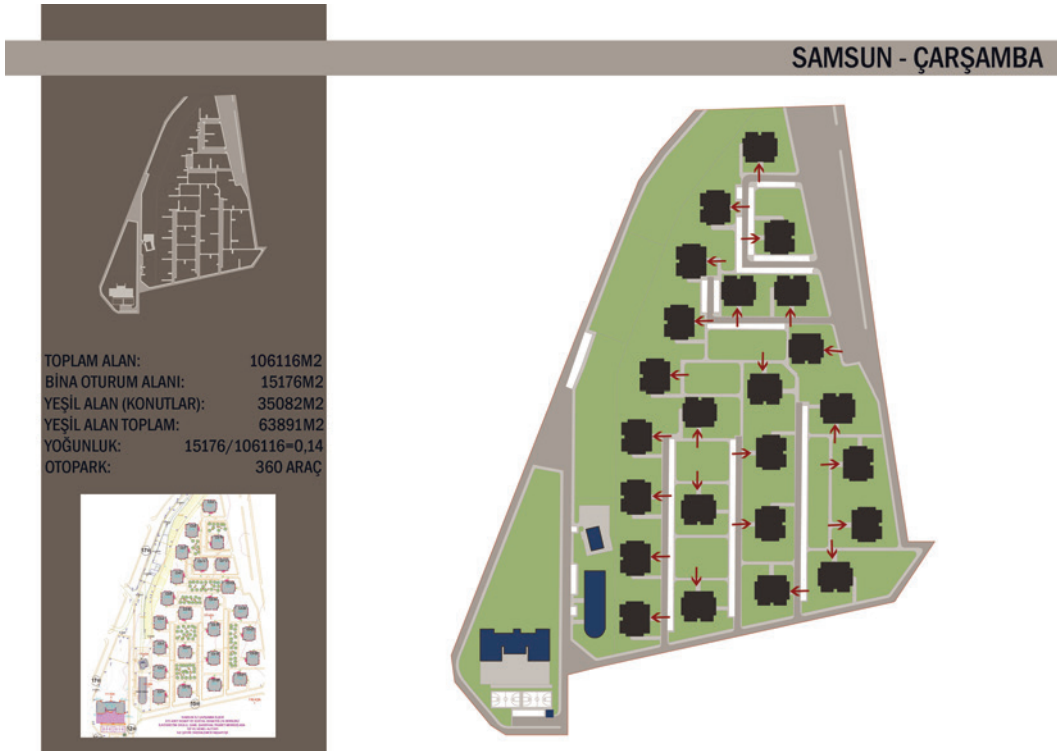 SAMSUN - ÇARŞAMBA
TOPLAM ALAN: 106116M2
BİNA OTURUM ALANI: 15176M2
YEŞİL ALAN (KONUTLAR): 35082M2
YEŞİL ALAN TOPLAM: 63891M2
YOĞUNLUK: 15176/106116=0,14
OTOPARK: 360 ARAÇ